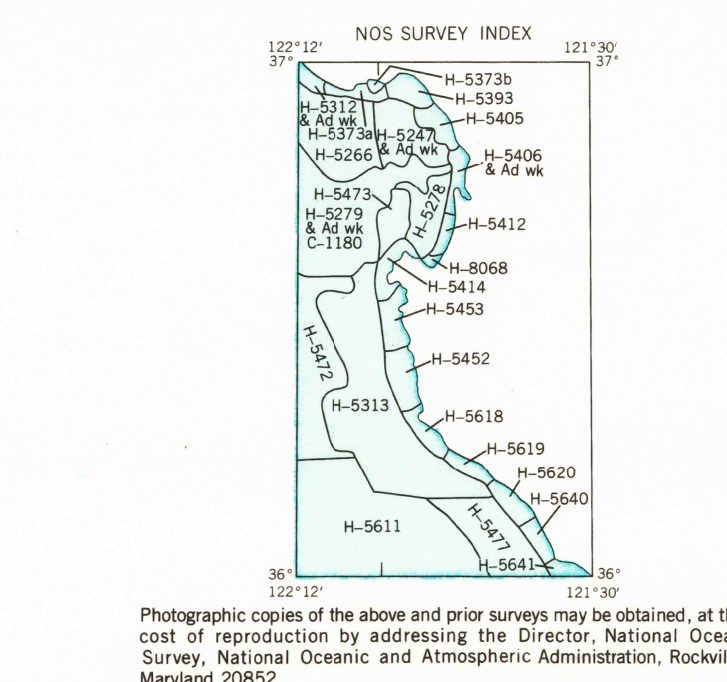 NOS SURVEY INDEX
122°12′ 121°30′
37° 37°
H–5373b
H–5393
H–5312
& Ad wk
H–5405
H–5373a
H–5247
& Ad wk
H–5266
H–5406
& Ad wk
H–5473
H–5278
H–5279
& Ad wk
C–1180
H–5412
H–8068
H–5414
H–5453
H–5472
H–5452
H–5313
H–5618
H–5619
H–5620
H–5640
H–5611
H–5477
H–5641
36° 36°
122°12′ 121°30′
Photographic copies of the above and prior surveys may be obtained, at th
cost of reproduction by addressing the Director, National Ocea
Survey, National Oceanic and Atmospheric Administration, Rockvil
Maryland 20852